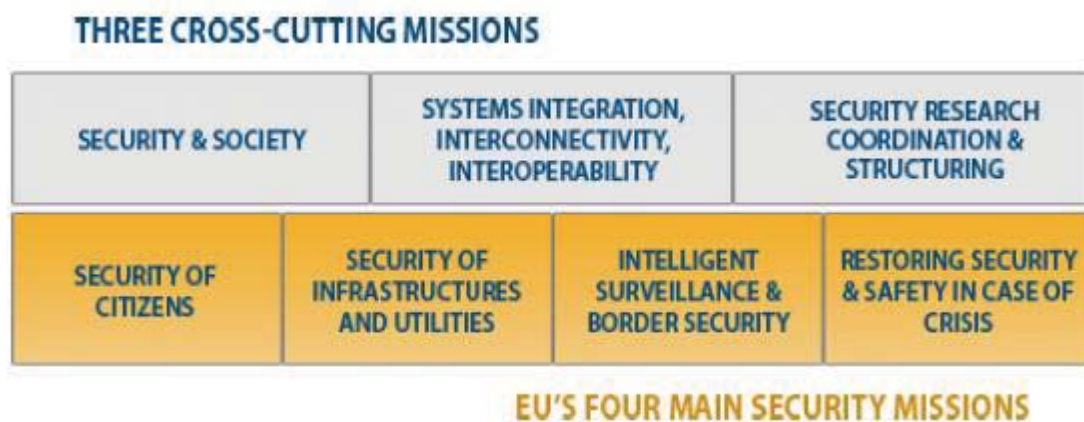 THREE CROSS-CUTTING MISSIONS
SECURITY & SOCIETY
SYSTEMS INTEGRATION,
INTERCONNECTIVITY,
INTEROPERABILITY
SECURITY RESEARCH
COORDINATION &
STRUCTURING
SECURITY OF
CITIZENS
SECURITY OF
INFRASTRUCTURES
AND UTILITIES
INTELLIGENT
SURVEILLANCE &
BORDER SECURITY
RESTORING SECURITY
& SAFETY IN CASE OF
CRISIS
EU'S FOUR MAIN SECURITY MISSIONS